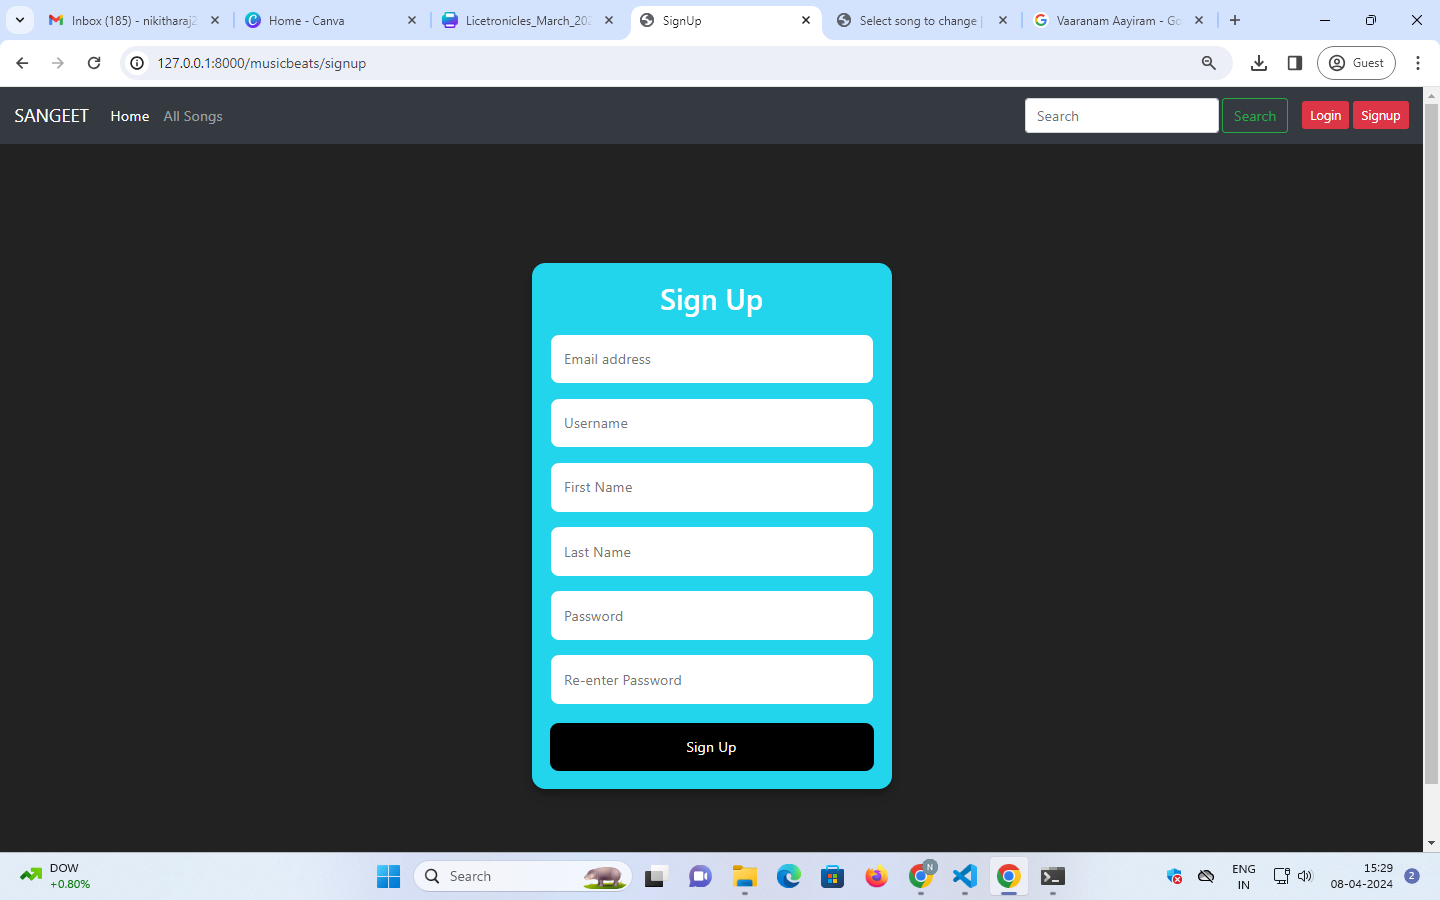 Inbox (185) - nikitharaj2
Home - Canva
Licetronicles_March_202
SignUp
Select song to change |
Vaaranam Aayiram - Go
127.0.0.1:8000/musicbeats/signup
Guest
SANGEET
Home
All Songs
Search
Search
Login
Signup
Sign Up
Email address
Username
First Name
Last Name
Password
Re-enter Password
Sign Up
DOW
+0.80%
Search
N
ENG
IN
15:29
08-04-2024
2